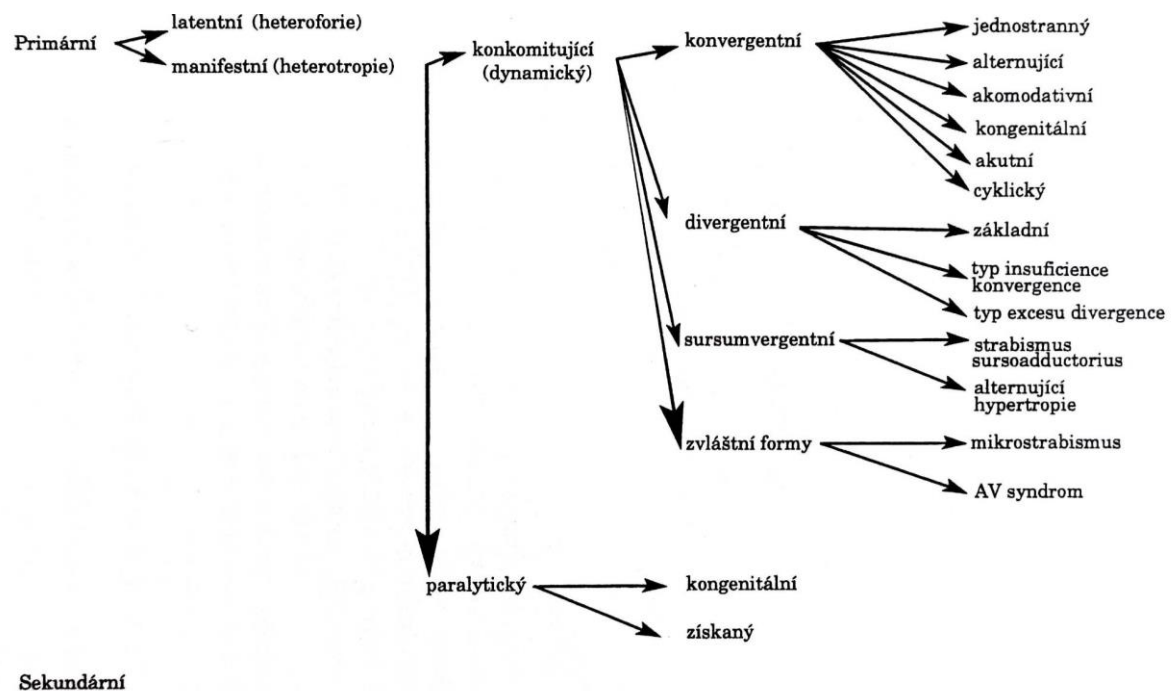 Primární
latentní (heteroforie)
manifestní (heterotropie)
konkomitující
(dynamický)
konvergentní
jednostranný
alternující
akomodativní
kongenitální
akutní
cyklický
divergentní
základní
typ insuficience
konvergence
typ excesu divergence
sursumvergentní
strabismus
sursoadductorius
alternující
hypertropie
zvláštní formy
mikrostrabismus
AV syndrom
paralytický
kongenitální
získaný
Sekundární